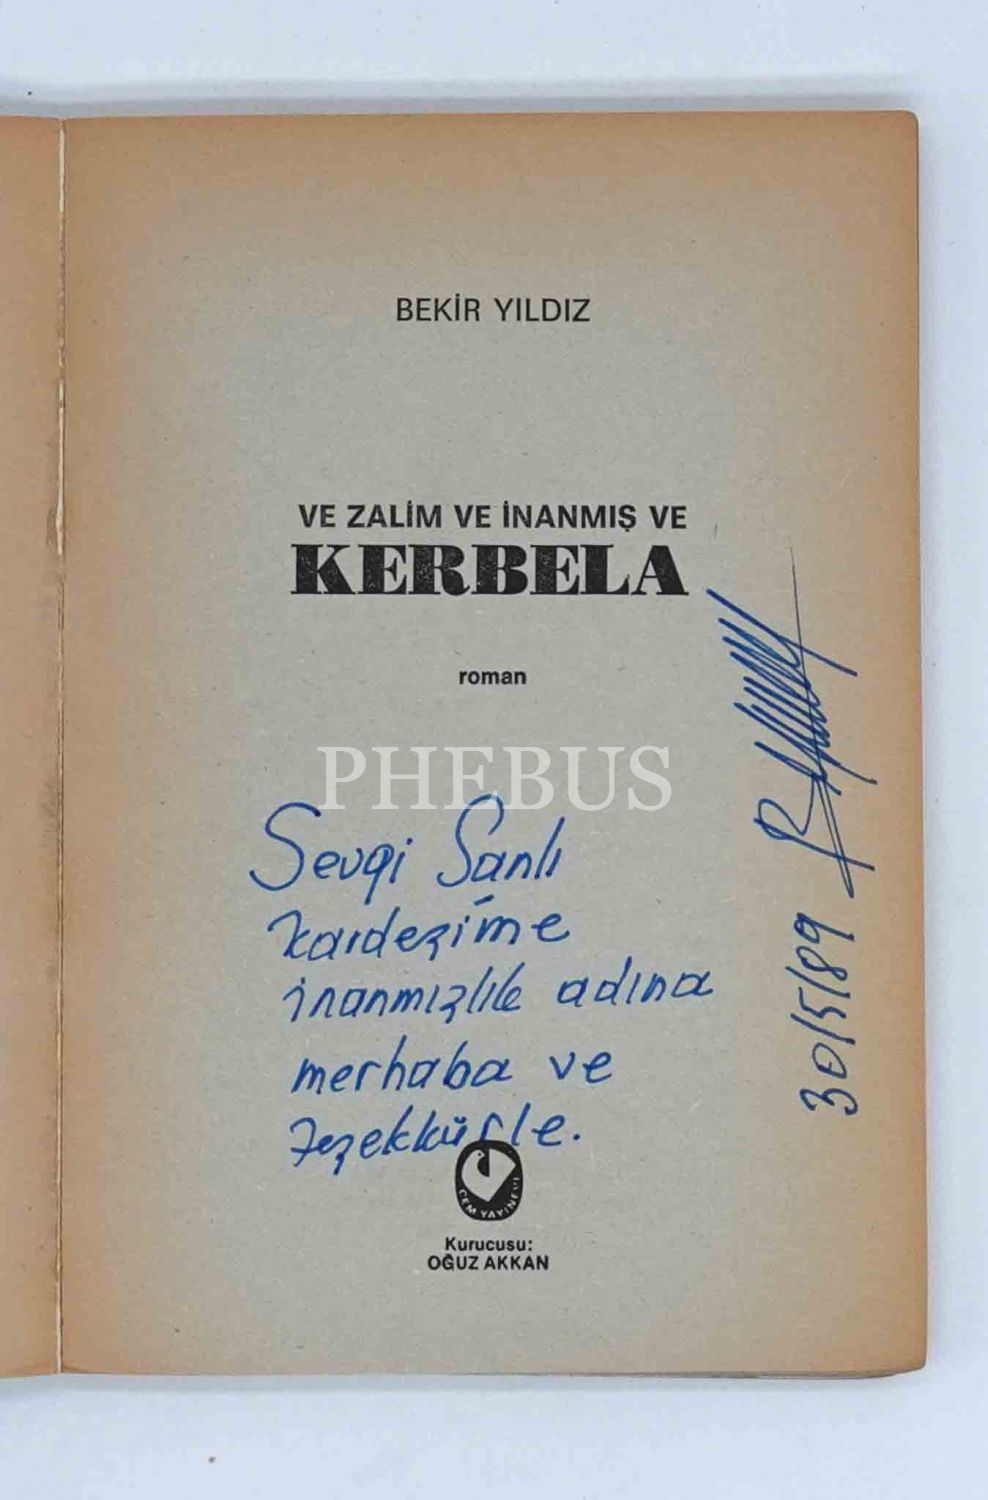 BEKİR YILDIZ
VE ZALİM VE İNANMIŞ VE
KERBELA
roman
PHEBUS
Sevgi Şanlı
kardeşime
inanmışlık adına
merhaba ve
teşekkürle.
30/5/89
CEM YAYINEVİ
Kurucusu:
OĞUZ AKKAN